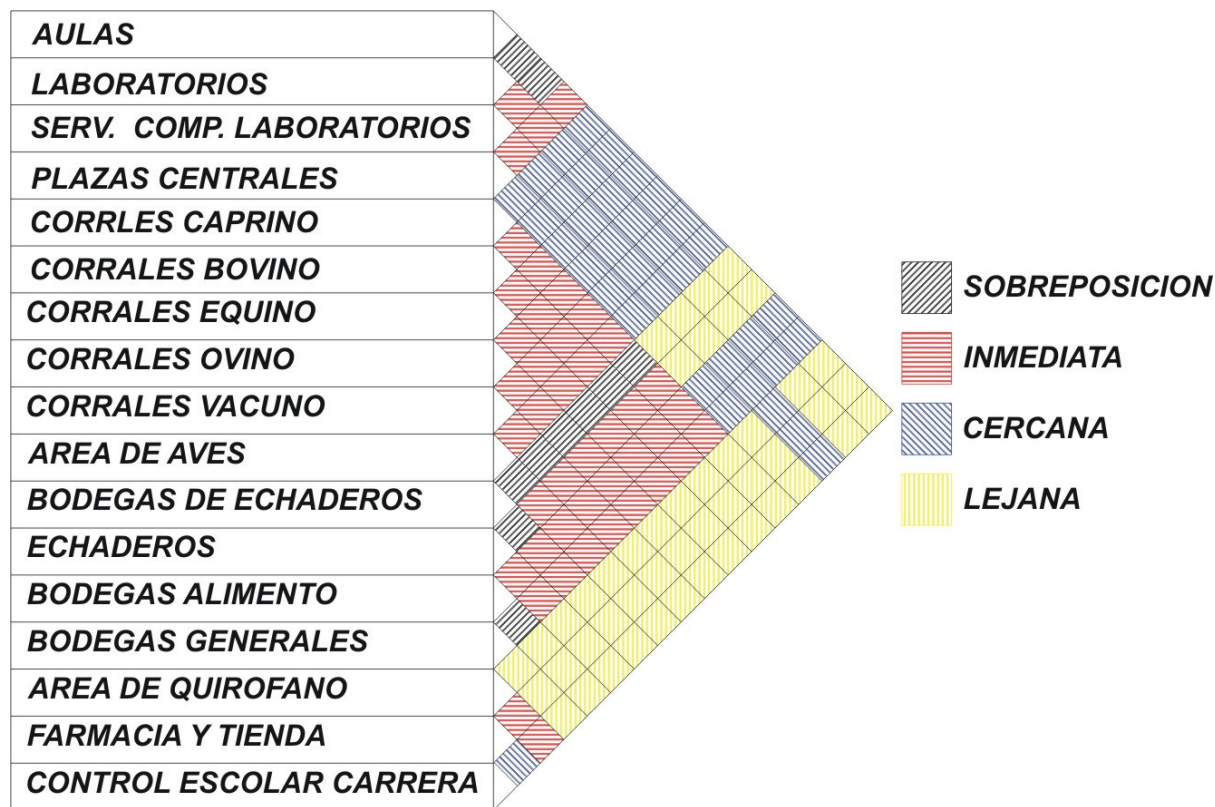 AULAS
LABORATORIOS
SERV. COMP. LABORATORIOS
PLAZAS CENTRALES
CORRLES CAPRINO
CORRALES BOVINO
CORRALES EQUINO
CORRALES OVINO
CORRALES VACUNO
AREA DE AVES
BODEGAS DE ECHADEROS
ECHADEROS
BODEGAS ALIMENTO
BODEGAS GENERALES
AREA DE QUIROFANO
FARMACIA Y TIENDA
CONTROL ESCOLAR CARRERA
SOBREPOSICION
INMEDIATA
CERCANA
LEJANA